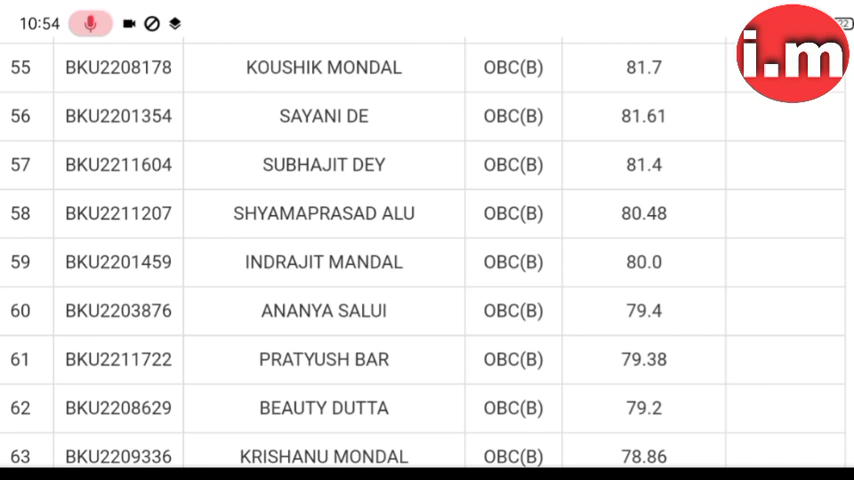 10:54
i.m
55 BKU2208178 KOUSHIK MONDAL OBC(B) 81.7
56 BKU2201354 SAYANI DE OBC(B) 81.61
57 BKU2211604 SUBHAJIT DEY OBC(B) 81.4
58 BKU2211207 SHYAMAPRASAD ALU OBC(B) 80.48
59 BKU2201459 INDRAJIT MANDAL OBC(B) 80.0
60 BKU2203876 ANANYA SALUI OBC(B) 79.4
61 BKU2211722 PRATYUSH BAR OBC(B) 79.38
62 BKU2208629 BEAUTY DUTTA OBC(B) 79.2
63 BKU2209336 KRISHANU MONDAL OBC(B) 78.86